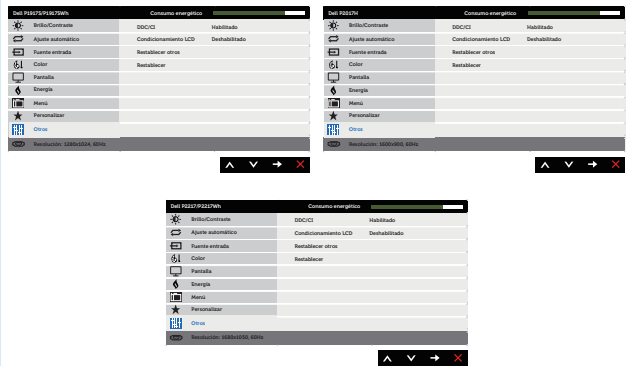 Dell P1917S/P1917SWh Consumo energético
Brillo/Contraste DDC/CI Habilitado
Ajuste automático Condicionamiento LCD Deshabilitado
Fuente entrada Restablecer otros
Color Restablecer
Pantalla
Energía
Menú
Personalizar
Otros
Resolución: 1280x1024, 60Hz
Dell P2017H Consumo energético
Brillo/Contraste DDC/CI Habilitado
Ajuste automático Condicionamiento LCD Deshabilitado
Fuente entrada Restablecer otros
Color Restablecer
Pantalla
Energía
Menú
Personalizar
Otros
Resolución: 1600x900, 60Hz
Dell P2217/P2217Wh Consumo energético
Brillo/Contraste DDC/CI Habilitado
Ajuste automático Condicionamiento LCD Deshabilitado
Fuente entrada Restablecer otros
Color Restablecer
Pantalla
Energía
Menú
Personalizar
Otros
Resolución: 1680x1050, 60Hz